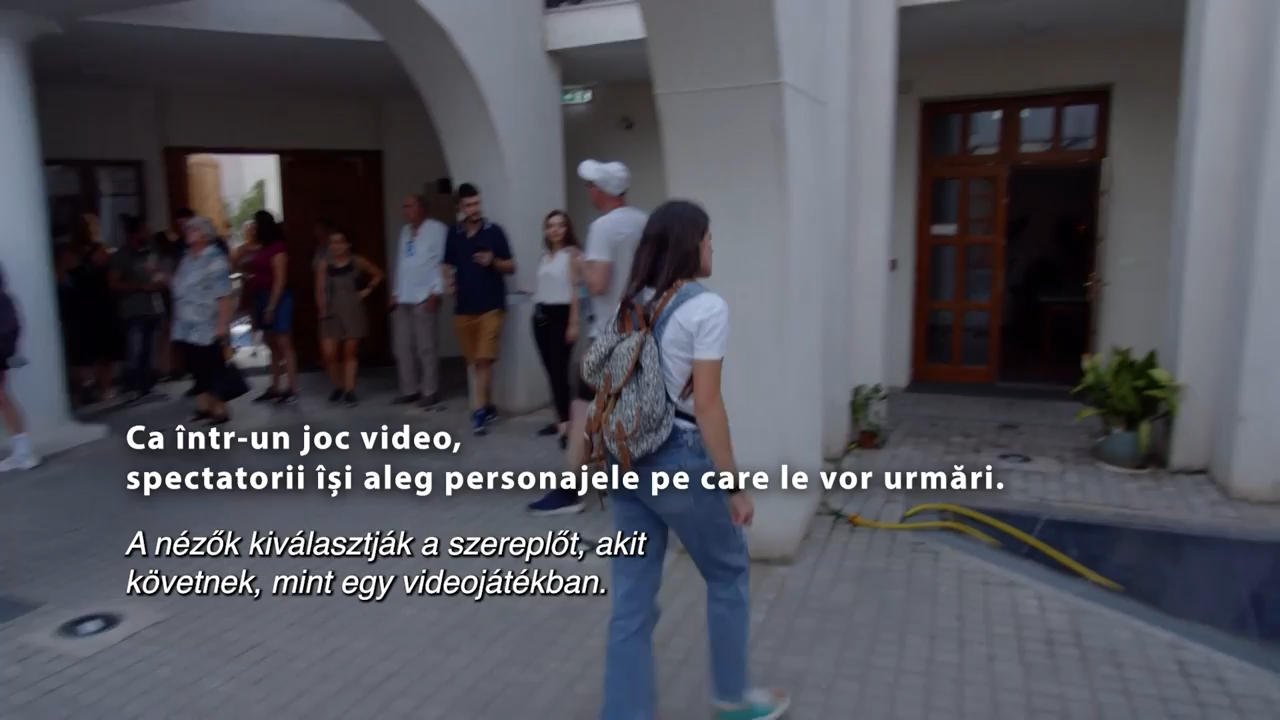 Ca într-un joc video,
spectatorii își aleg personajele pe care le vor urmări.
A nézők kiválasztják a szereplőt, akit
követnek, mint egy videojátékban.